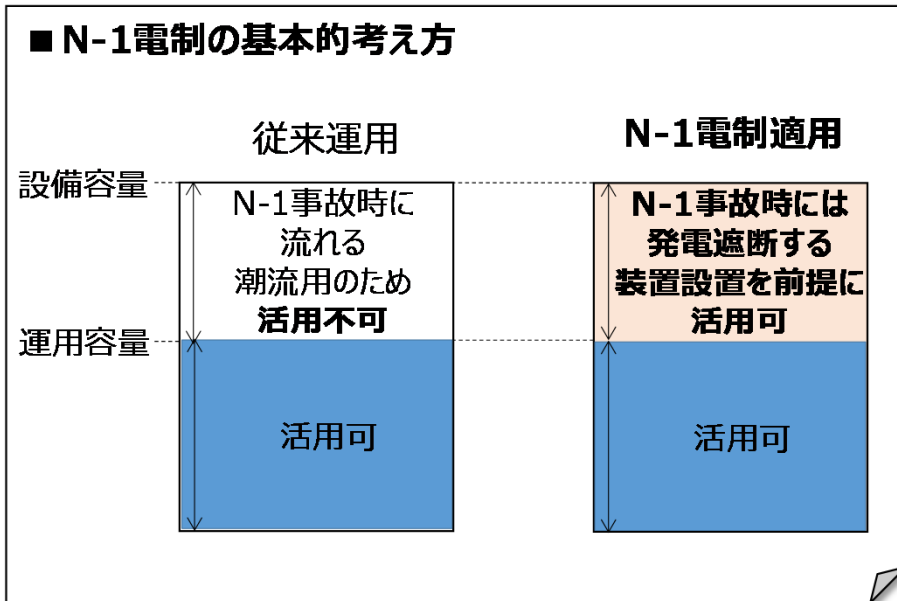 ■N-1電制の基本的考え方
従来運用
N-1電制適用
設備容量
N-1事故時に
流れる
潮流用のため
活用不可
N-1事故時には
発電遮断する
装置設置を前提に
活用可
運用容量
活用可
活用可